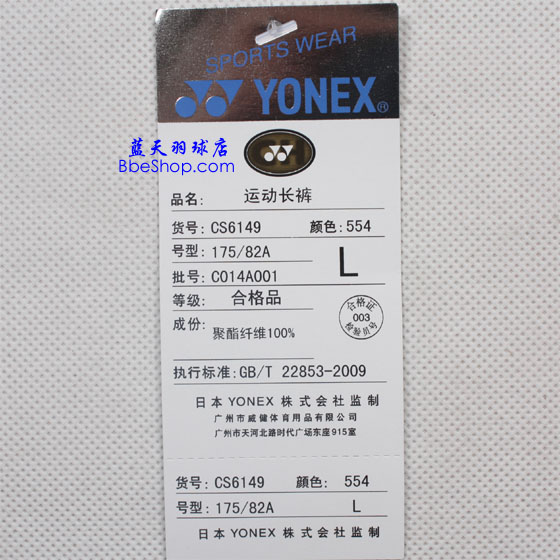 SPORTS WEAR
YONEX®
蓝天羽球店
BbeShop.com
品名: 运动长裤
货号: CS6149 颜色: 554
号型: 175/82A L
批号: C014A001
等级: 合格品
成份: 聚酯纤维100%
合格证
003
检验员号
执行标准:GB/T 22853-2009
日本 YONEX 株式会社监制
广州市威健体育用品有限公司
广州市天河北路时代广场东座915室
货号: CS6149 颜色: 554
号型: 175/82A L
日本 YONEX 株式会社监制